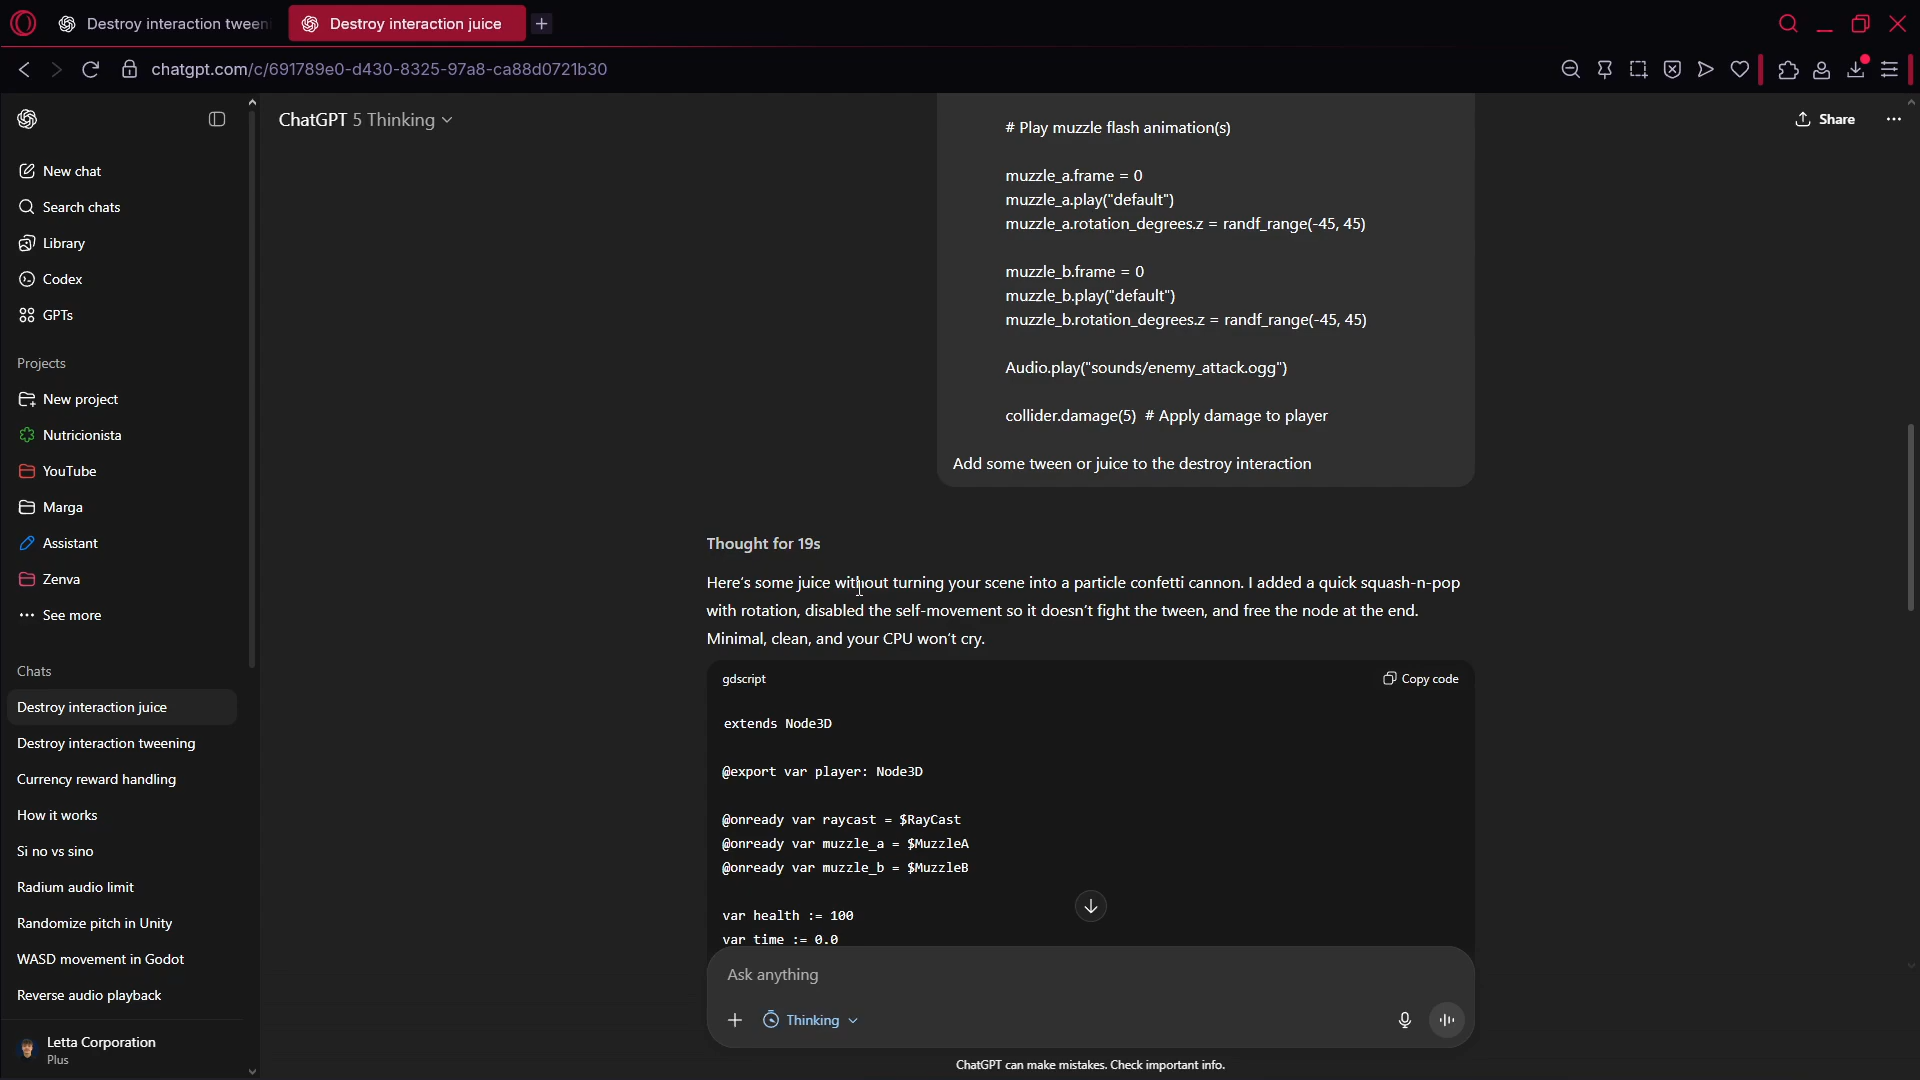 Destroy interaction tween
Destroy interaction juice
chatgpt.com/c/691789e0-d430-8325-97a8-ca88d0721b30
ChatGPT 5 Thinking
Share
New chat
Search chats
Library
Codex
GPTs
Projects
New project
Nutricionista
YouTube
Marga
Assistant
Zenva
See more
Chats
Destroy interaction juice
Destroy interaction tweening
Currency reward handling
How it works
Si no vs sino
Radium audio limit
Randomize pitch in Unity
WASD movement in Godot
Reverse audio playback
Letta Corporation
Plus
# Play muzzle flash animation(s)
muzzle_a.frame = 0
muzzle_a.play("default")
muzzle_a.rotation_degrees.z = randf_range(-45, 45)
muzzle_b.frame = 0
muzzle_b.play("default")
muzzle_b.rotation_degrees.z = randf_range(-45, 45)
Audio.play("sounds/enemy_attack.ogg")
collider.damage(5) # Apply damage to player
Add some tween or juice to the destroy interaction
Thought for 19s
Here's some juice without turning your scene into a particle confetti cannon. I added a quick squash-n-pop
with rotation, disabled the self-movement so it doesn't fight the tween, and free the node at the end.
Minimal, clean, and your CPU won't cry.
gdscript
Copy code
extends Node3D
@export var player: Node3D
@onready var raycast = $RayCast
@onready var muzzle_a = $MuzzleA
@onready var muzzle_b = $MuzzleB
var health := 100
var time := 0.0
Ask anything
Thinking
ChatGPT can make mistakes. Check important info.